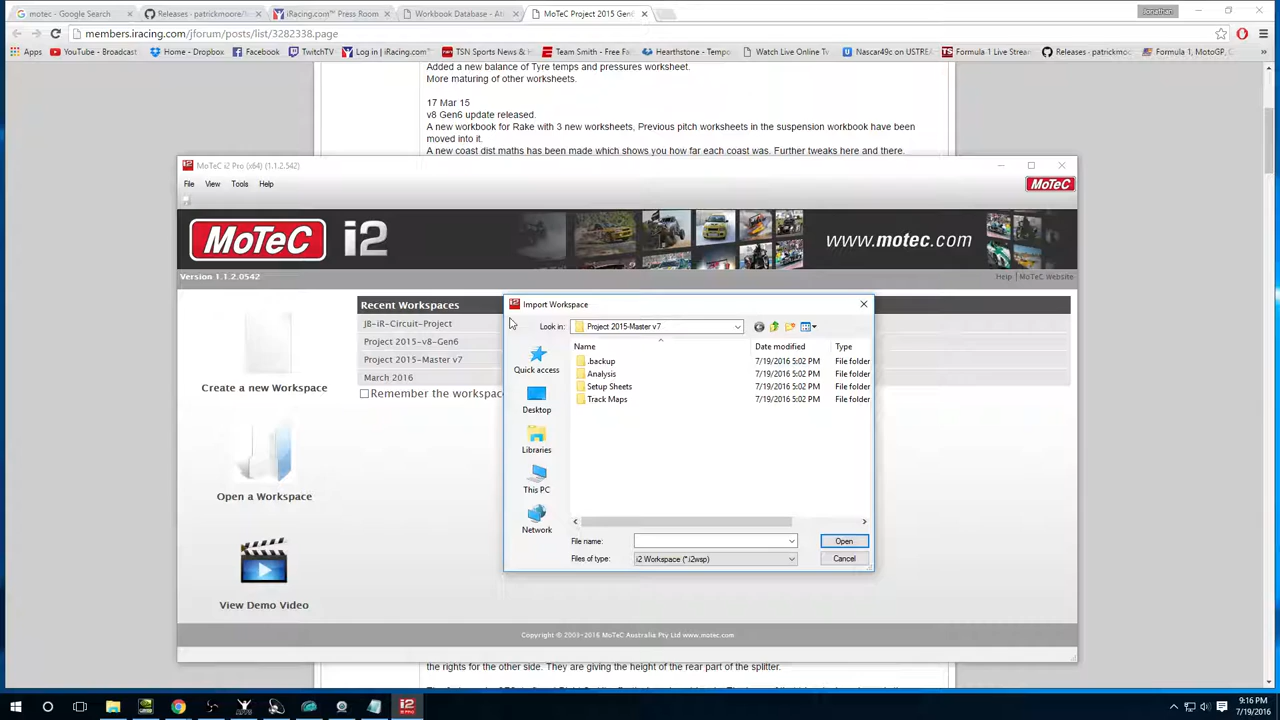 motec - Google Search
Releases · patrickmoore/
iRacing.com™ Press Room
Workbook Database - At
MoTeC Project 2015 Gen
Jonathan
members.iracing.com/jforum/posts/list/3282338.page
Apps
YouTube - Broadcast
Home - Dropbox
Facebook
TwitchTV
Log in | iRacing.com™
TSN Sports News &
Team Smith - Free Fa
Hearthstone - Tempo
Watch Live Online Tv
Nascar49c on USTRE
Formula 1 Live Strea
Releases · patrickmo
Formula 1, MotoGP,
Added a new balance of Tyre temps and pressures worksheet.
More maturing of other worksheets.
17 Mar 15
v8 Gen6 update released.
A new workbook for Rake with 3 new worksheets, Previous pitch worksheets in the suspension workbook have been
moved into it.
A new coast dist maths has been made which shows you how far each coast was. Further tweaks here and there.
i2 MoTeC i2 Pro (x64) (1.1.2.542)
File View Tools Help
MoTeC
MoTeC i2
www.motec.com
Version 1.1.2.0542
Help | MoTeC Website
Recent Workspaces
JB-iR-Circuit-Project
Project 2015-v8-Gen6
Project 2015-Master v7
March 2016
Remember the workspac
Create a new Workspace
Open a Workspace
View Demo Video
Import Workspace
Look in: Project 2015-Master v7
Name Date modified Type
.backup 7/19/2016 5:02 PM File folder
Analysis 7/19/2016 5:02 PM File folder
Setup Sheets 7/19/2016 5:02 PM File folder
Track Maps 7/19/2016 5:02 PM File folder
Quick access
Desktop
Libraries
This PC
Network
File name:
Open
Files of type: i2 Workspace (*.i2wsp)
Cancel
Copyright © 2003-2016 MoTeC Australia Pty Ltd www.motec.com
the rights for the other side. They are giving the height of the rear part of the splitter.
i2 PRO
9:16 PM
7/19/2016